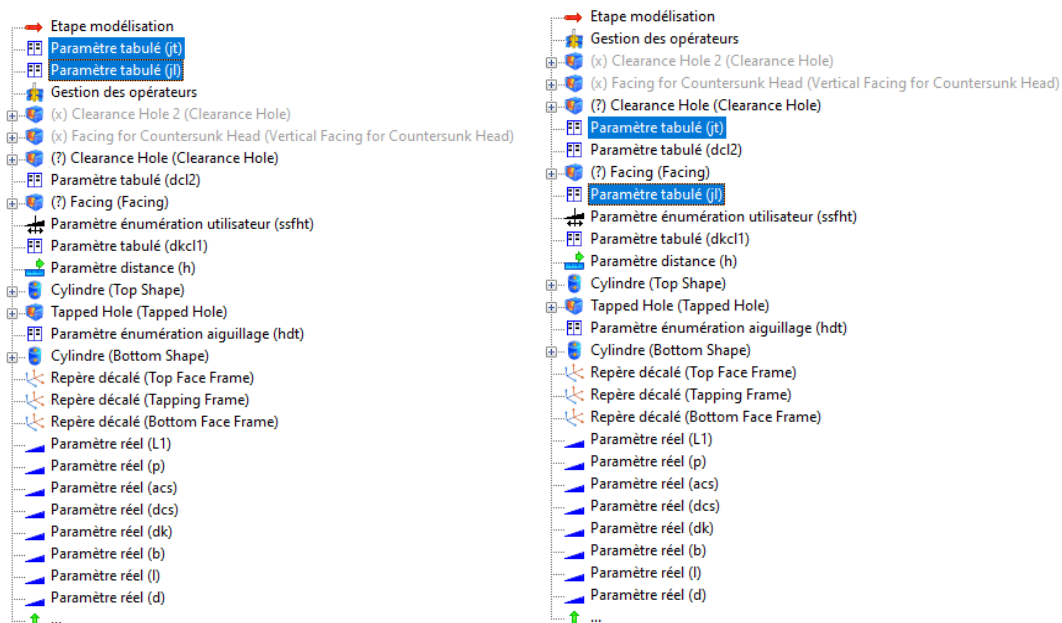 Etape modélisation
Paramètre tabulé (jt)
Paramètre tabulé (jl)
Gestion des opérateurs
(x) Clearance Hole 2 (Clearance Hole)
(x) Facing for Countersunk Head (Vertical Facing for Countersunk Head)
(?) Clearance Hole (Clearance Hole)
Paramètre tabulé (dcl2)
(?) Facing (Facing)
Paramètre énumération utilisateur (ssfht)
Paramètre tabulé (dkcl1)
Paramètre distance (h)
Cylindre (Top Shape)
Tapped Hole (Tapped Hole)
Paramètre énumération aiguillage (hdt)
Cylindre (Bottom Shape)
Repère décalé (Top Face Frame)
Repère décalé (Tapping Frame)
Repère décalé (Bottom Face Frame)
Paramètre réel (L1)
Paramètre réel (p)
Paramètre réel (acs)
Paramètre réel (dcs)
Paramètre réel (dk)
Paramètre réel (b)
Paramètre réel (l)
Paramètre réel (d)
...
Etape modélisation
Gestion des opérateurs
(x) Clearance Hole 2 (Clearance Hole)
(x) Facing for Countersunk Head (Vertical Facing for Countersunk Head)
(?) Clearance Hole (Clearance Hole)
Paramètre tabulé (jt)
Paramètre tabulé (dcl2)
(?) Facing (Facing)
Paramètre tabulé (jl)
Paramètre énumération utilisateur (ssfht)
Paramètre tabulé (dkcl1)
Paramètre distance (h)
Cylindre (Top Shape)
Tapped Hole (Tapped Hole)
Paramètre énumération aiguillage (hdt)
Cylindre (Bottom Shape)
Repère décalé (Top Face Frame)
Repère décalé (Tapping Frame)
Repère décalé (Bottom Face Frame)
Paramètre réel (L1)
Paramètre réel (p)
Paramètre réel (acs)
Paramètre réel (dcs)
Paramètre réel (dk)
Paramètre réel (b)
Paramètre réel (l)
Paramètre réel (d)
...